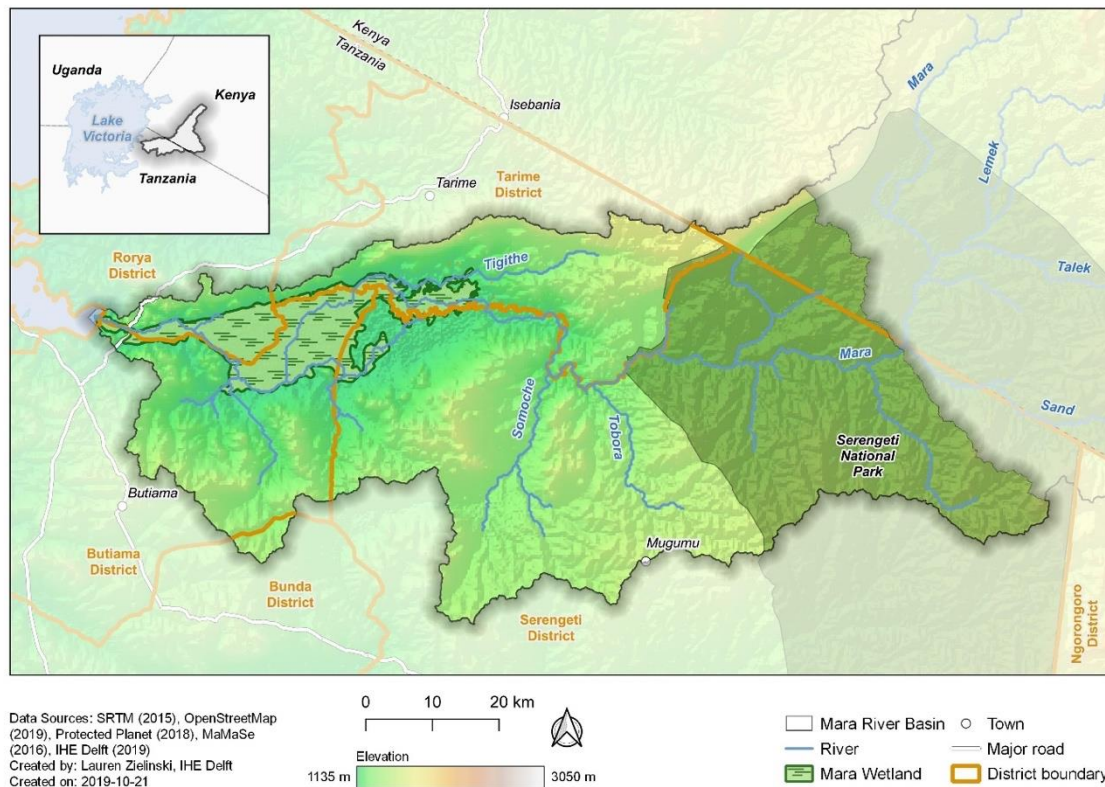 Uganda
Kenya
Lake
Victoria
Tanzania
Kenya
Tanzania
Isebania
Mara
Lemek
Tarime
Tarime
District
Rorya
District
Tigithe
Talek
Mara
Sand
Somoche
Tobora
Serengeti
National
Park
Butiama
Mugumu
Butiama
District
Bunda
District
Serengeti
District
Ngorongoro
District
Data Sources: SRTM (2015), OpenStreetMap
(2019), Protected Planet (2018), MaMaSe
(2016), IHE Delft (2019)
Created by: Lauren Zielinski, IHE Delft
Created on: 2019-10-21
0 10 20 km
Elevation
1135 m 3050 m
Mara River Basin
River
Mara Wetland
Town
Major road
District boundary